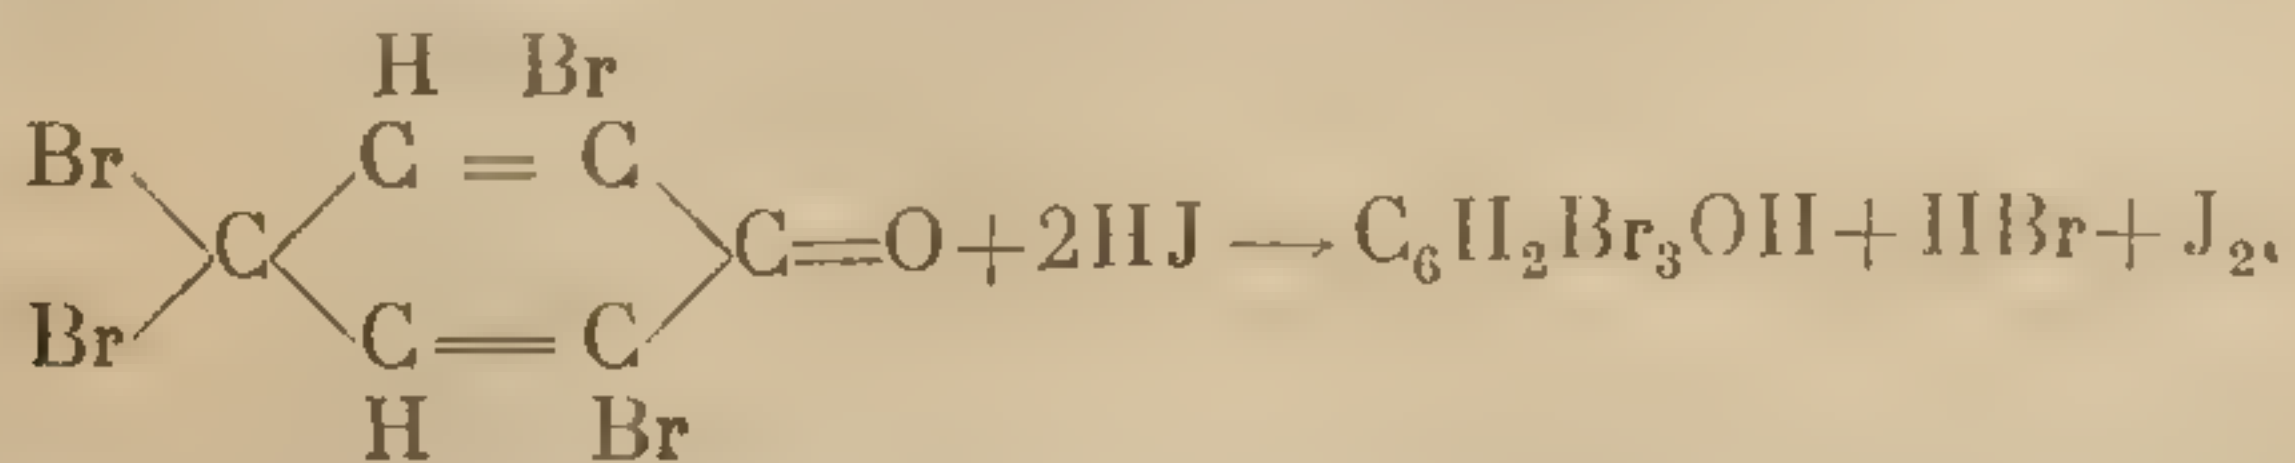 H Br
Br C = C
C C=O+2HJ → C₆H₂Br₃OH+HBr+J₂.
Br C = C
H Br